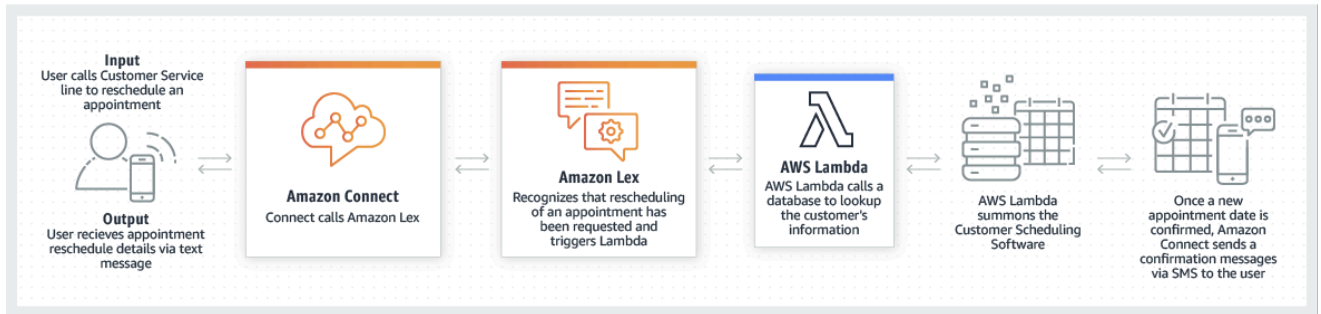 Input
User calls Customer Service
line to reschedule an
appointment
Output
User recieves appointment
reschedule details via text
message
Amazon Connect
Connect calls Amazon Lex
Amazon Lex
Recognizes that rescheduling
of an appointment has
been requested and
triggers Lambda
AWS Lambda
AWS Lambda calls a
database to lookup
the customer's
information
AWS Lambda
summons the
Customer Scheduling
Software
Once a new
appointment date is
confirmed, Amazon
Connect sends a
confirmation messages
via SMS to the user